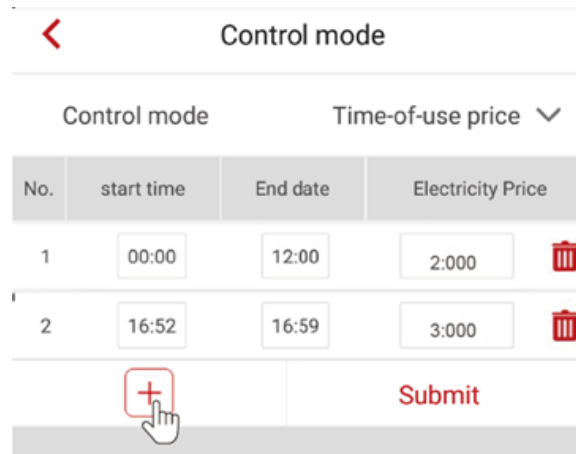 Control mode
Control mode Time-of-use price
No. start time End date Electricity Price
1 00:00 12:00 2:000
2 16:52 16:59 3:000
+ Submit